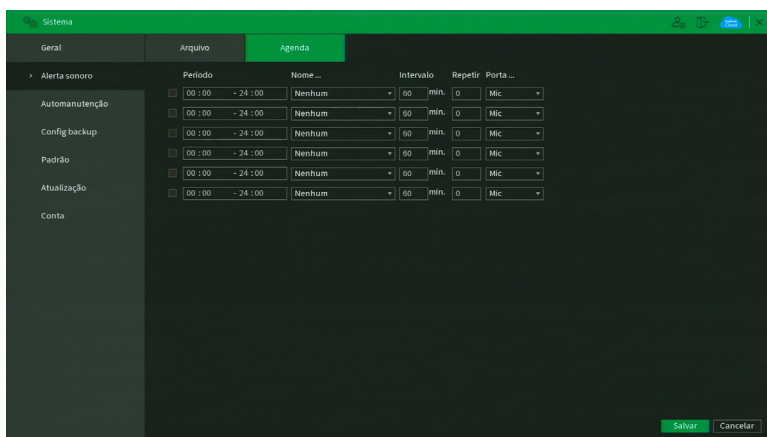 Sistema
Geral Arquivo Agenda
> Alerta sonoro Período Nome ... Intervalo Repetir Porta ...
00 : 00 - 24 : 00 Nenhum 60 min. 0 Mic
Automanutenção 00 : 00 - 24 : 00 Nenhum 60 min. 0 Mic
Config backup 00 : 00 - 24 : 00 Nenhum 60 min. 0 Mic
Padrão 00 : 00 - 24 : 00 Nenhum 60 min. 0 Mic
00 : 00 - 24 : 00 Nenhum 60 min. 0 Mic
Atualização 00 : 00 - 24 : 00 Nenhum 60 min. 0 Mic
Conta
Salvar Cancelar